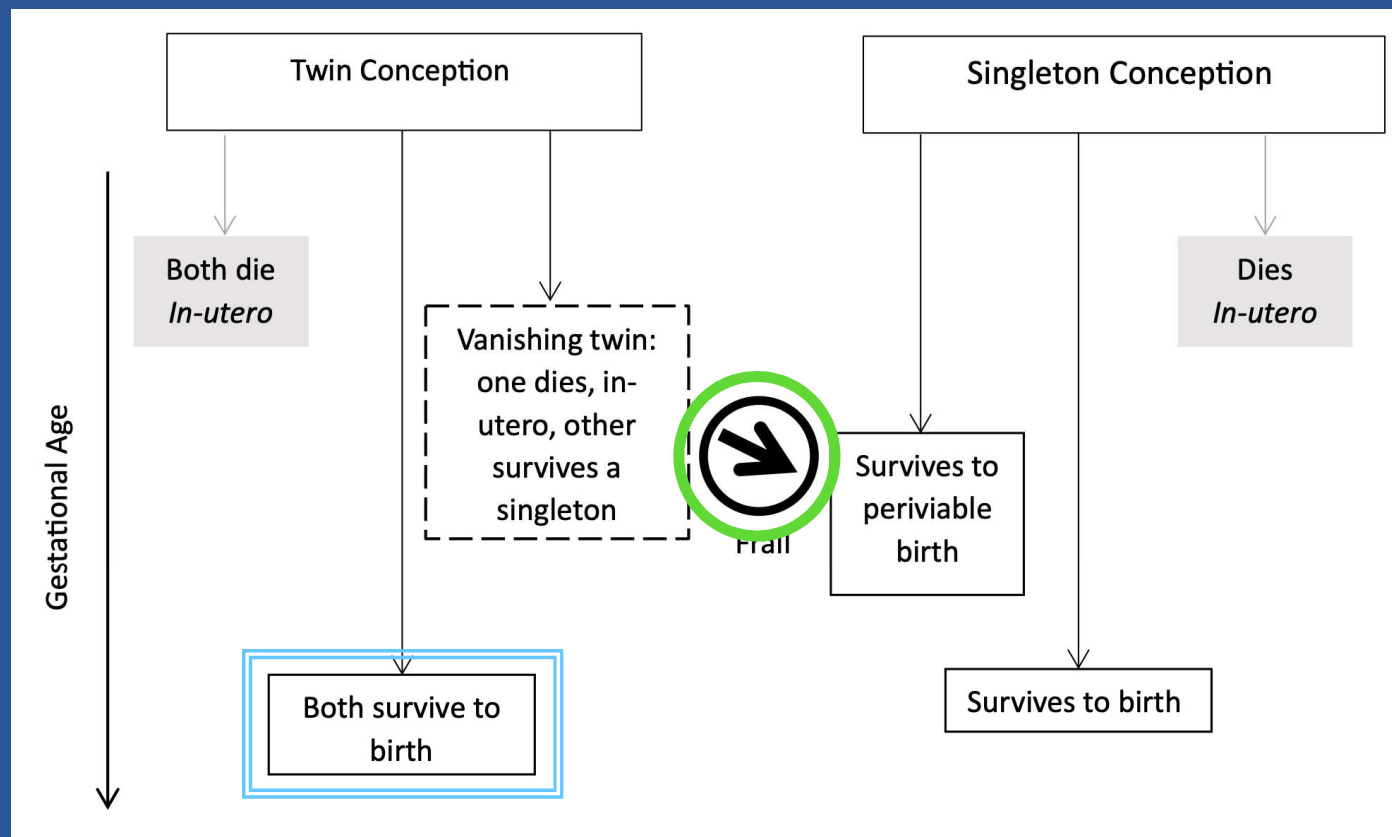 Twin Conception
Singleton Conception
Both die
In-utero
Dies
In-utero
Vanishing twin:
one dies, in-
utero, other
survives a
singleton
Frail
Survives to
periviable
birth
Gestational Age
Both survive to
birth
Survives to birth